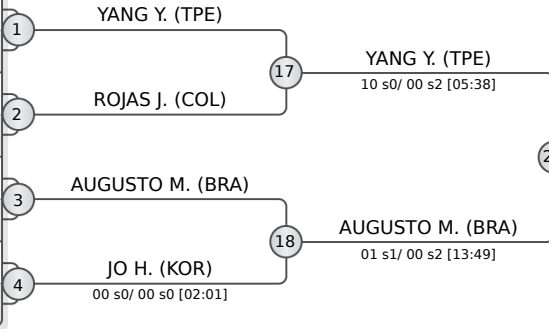 1
YANG Y. (TPE)
17
YANG Y. (TPE)
10 s0/ 00 s2 [05:38]
2
ROJAS J. (COL)
3
AUGUSTO M. (BRA)
18
AUGUSTO M. (BRA)
01 s1/ 00 s2 [13:49]
4
JO H. (KOR)
00 s0/ 00 s0 [02:01]